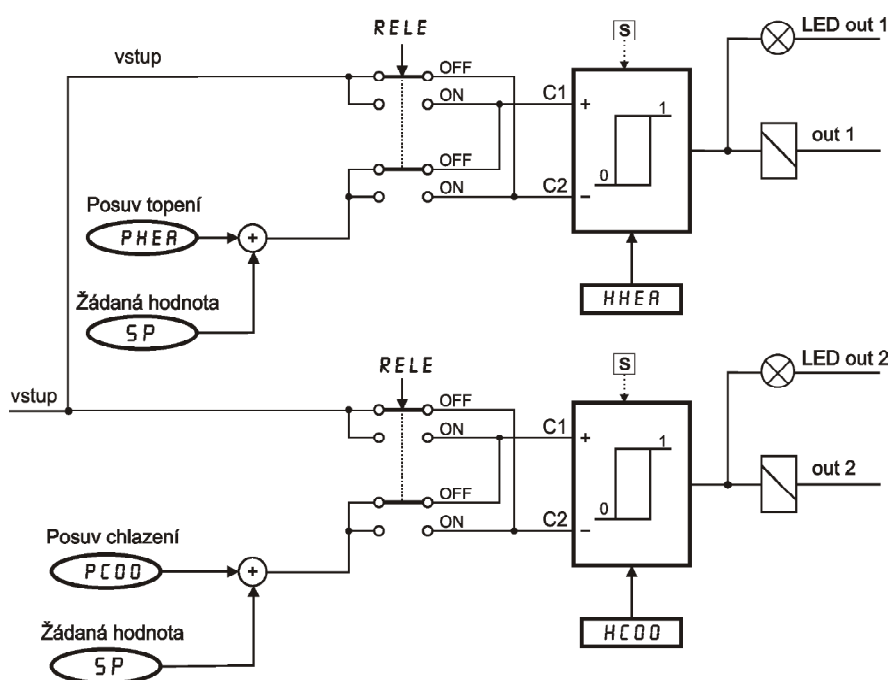 RELE
S
LED out 1
vstup
OFF
ON
C1
+
1
out 1
OFF
ON
0
C2
−
Posuv topení
PHEA
+
HHEA
Žádaná hodnota
SP
RELE
S
LED out 2
vstup
OFF
ON
C1
+
1
out 2
OFF
ON
0
C2
−
Posuv chlazení
PCOO
+
HCOO
Žádaná hodnota
SP